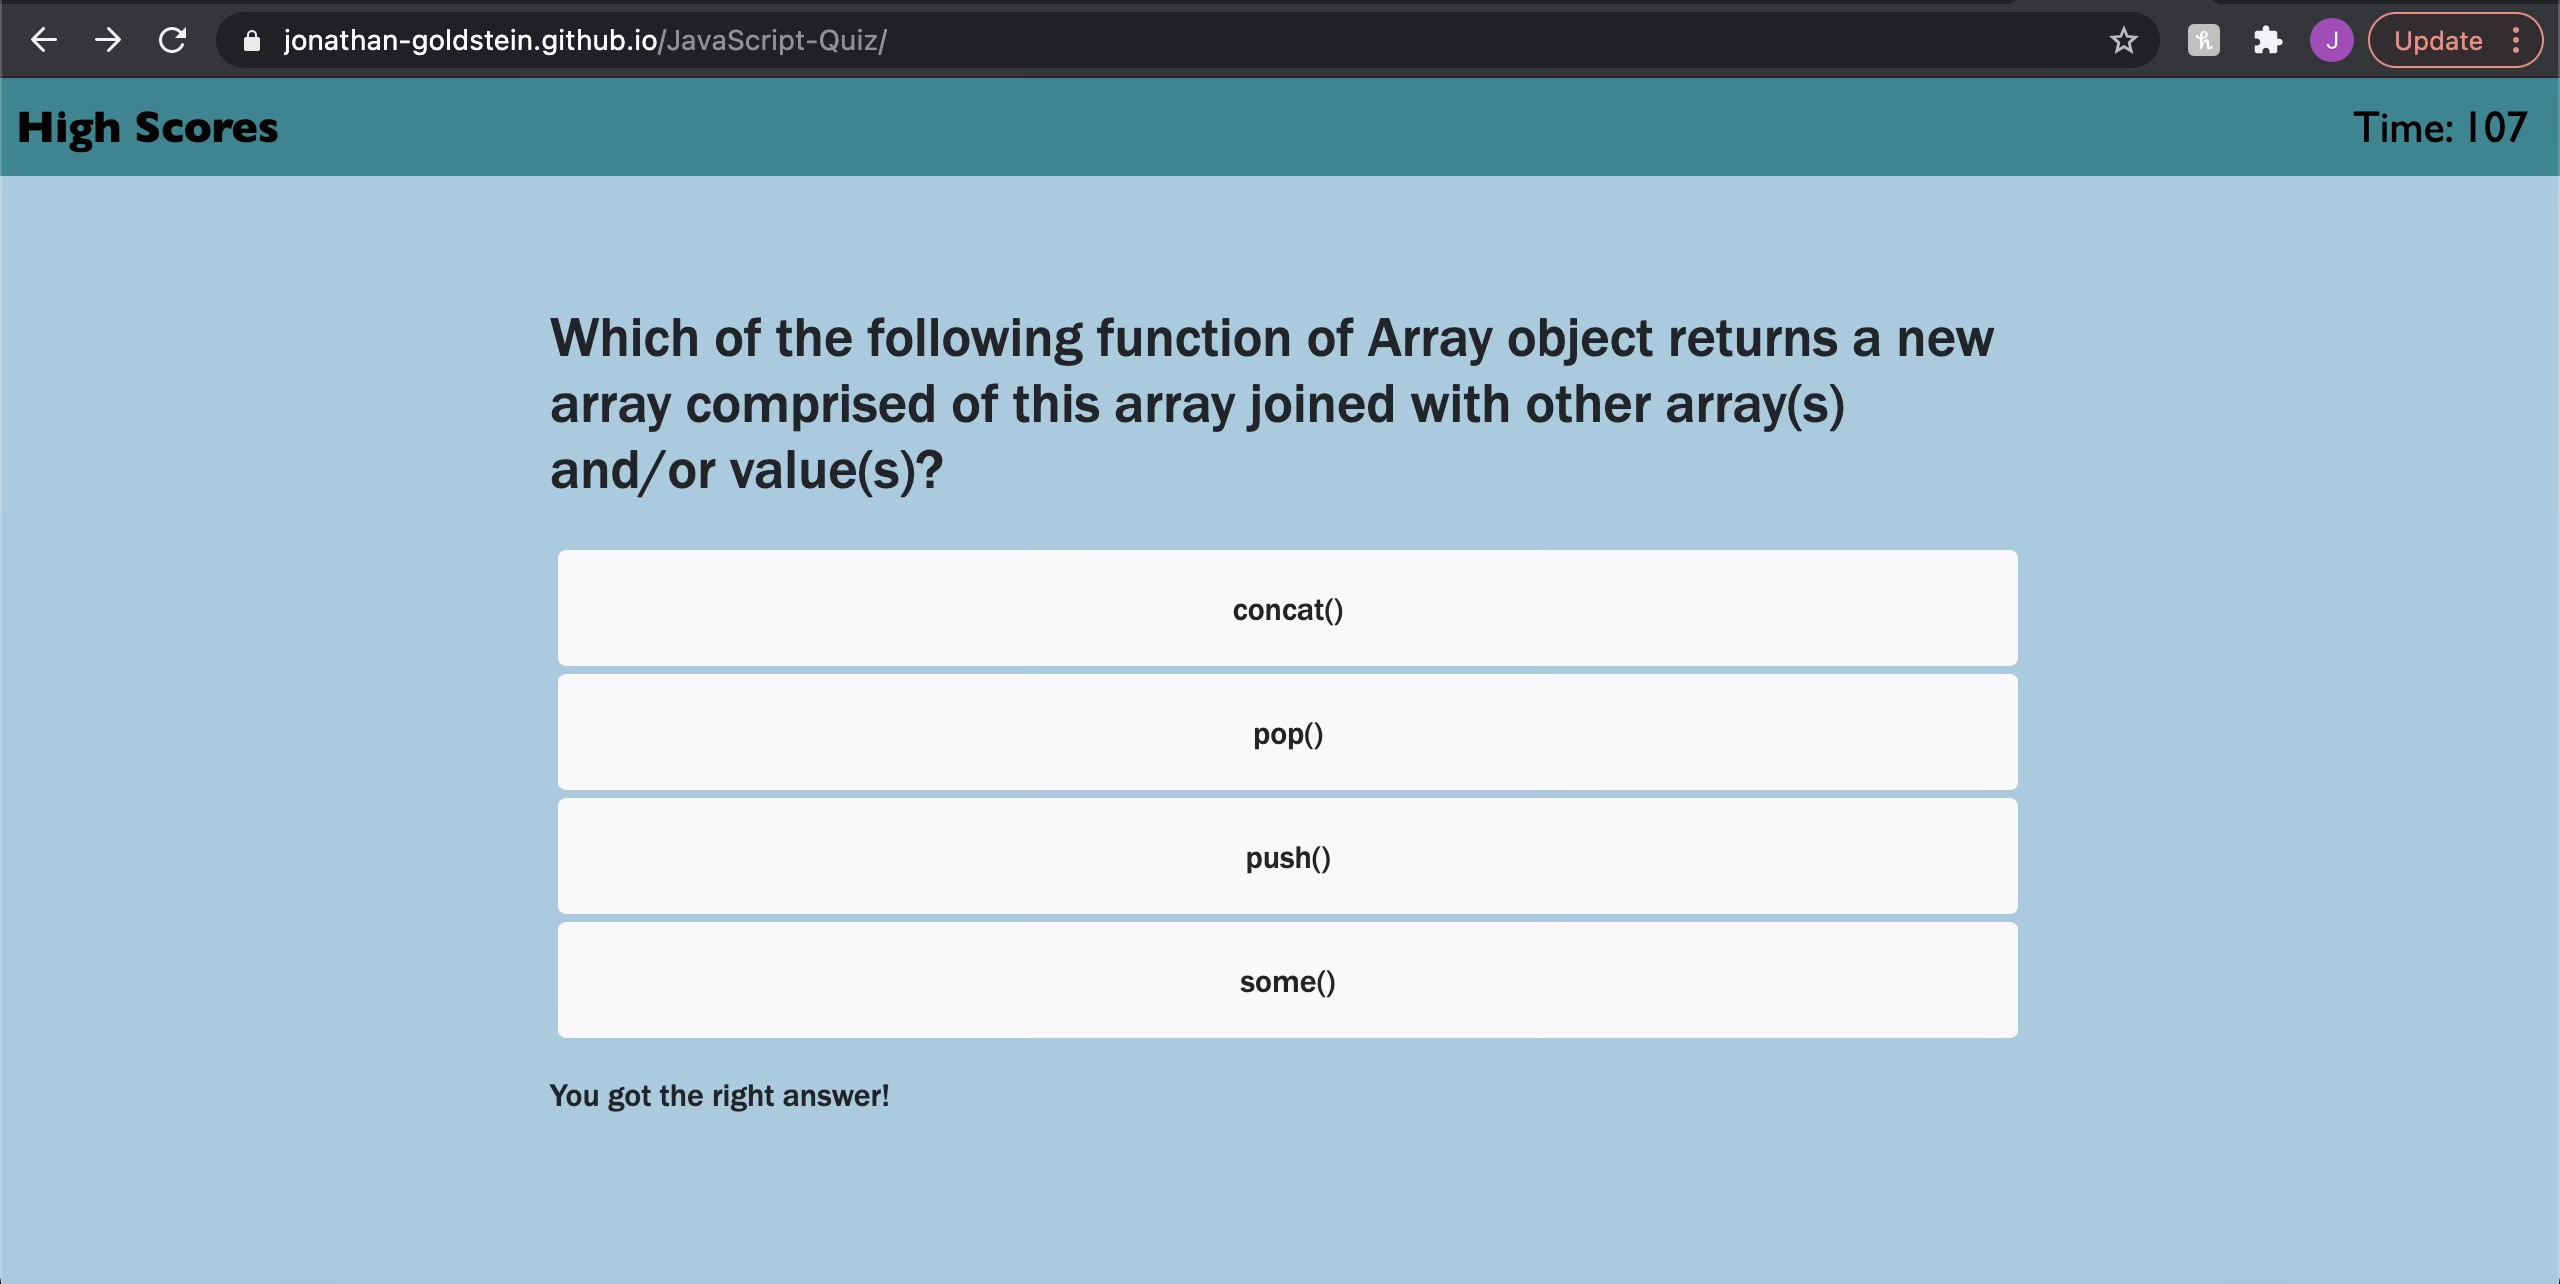 jonathan-goldstein.github.io/JavaScript-Quiz/
h
J
Update
High Scores
Time: 107
Which of the following function of Array object returns a new
array comprised of this array joined with other array(s)
and/or value(s)?
concat()
pop()
push()
some()
You got the right answer!